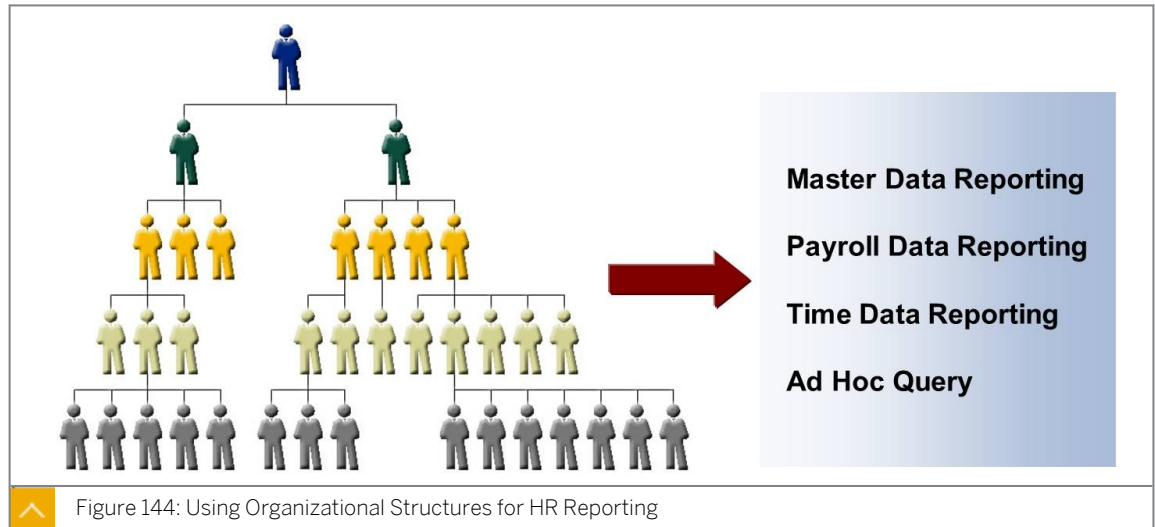 Master Data Reporting
Payroll Data Reporting
Time Data Reporting
Ad Hoc Query
Figure 144: Using Organizational Structures for HR Reporting